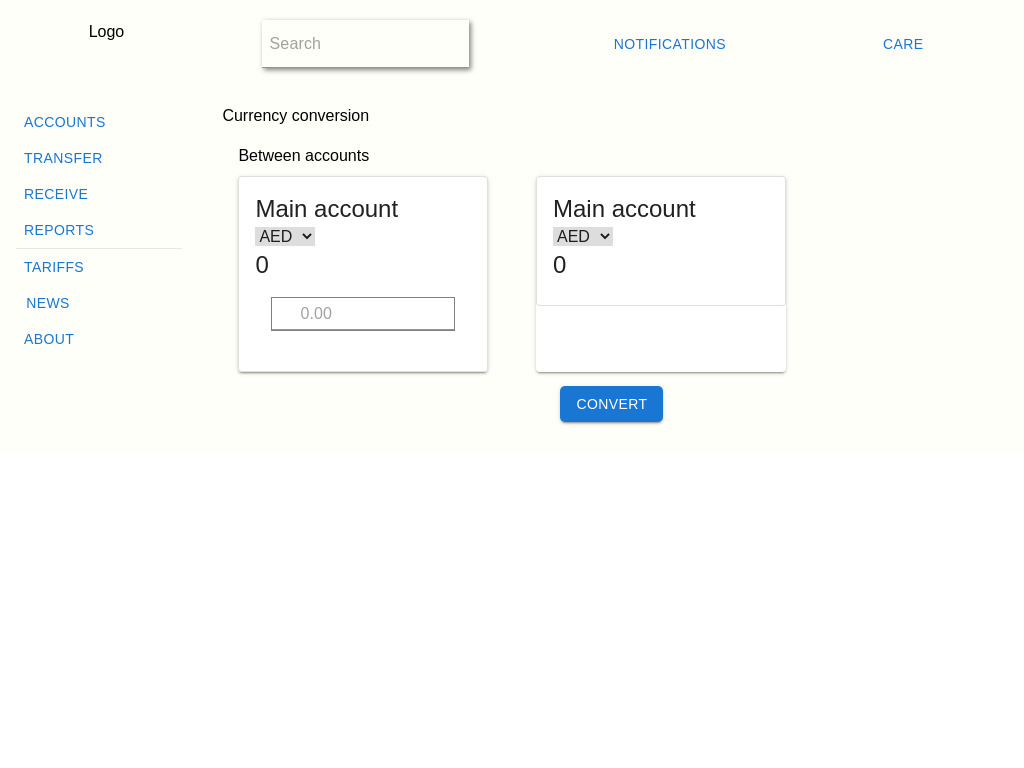 Logo
Search
NOTIFICATIONS
CARE
ACCOUNTS
TRANSFER
RECEIVE
REPORTS
TARIFFS
NEWS
ABOUT
Currency conversion
Between accounts
Main account
AED
0
0.00
Main account
AED
0
CONVERT